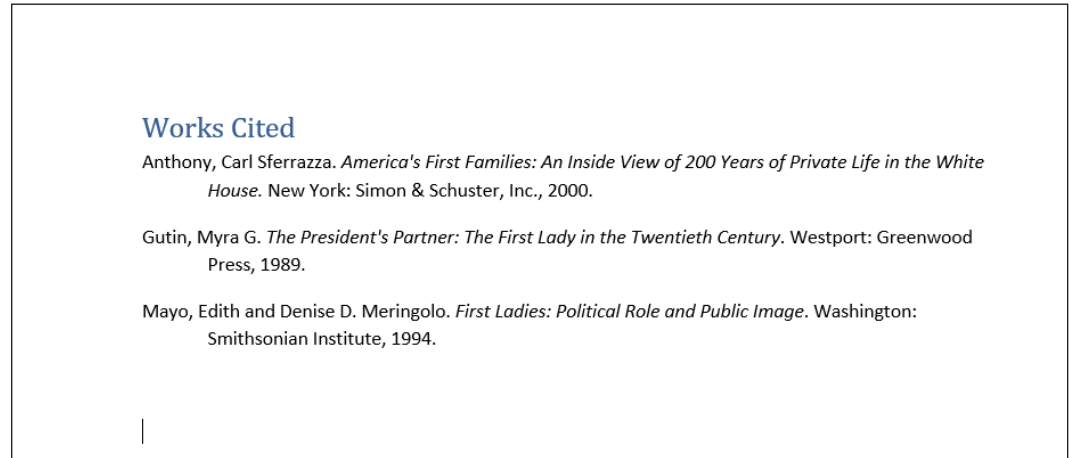 Works Cited
Anthony, Carl Sferrazza. America's First Families: An Inside View of 200 Years of Private Life in the White
House. New York: Simon & Schuster, Inc., 2000.
Gutin, Myra G. The President's Partner: The First Lady in the Twentieth Century. Westport: Greenwood
Press, 1989.
Mayo, Edith and Denise D. Meringolo. First Ladies: Political Role and Public Image. Washington:
Smithsonian Institute, 1994.